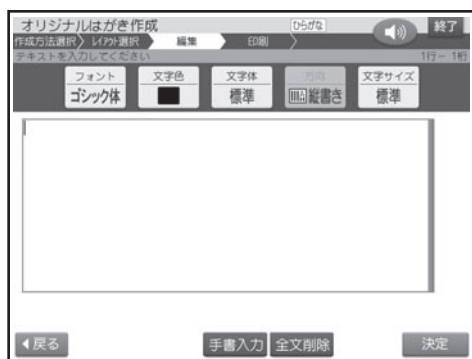 オリジナルはがき作成
ひらがな
終了
作成方法選択 レイアウト選択 編集 印刷
テキストを入力してください
1行- 1桁
フォント 文字色 文字体 方向 文字サイズ
ゴシック体 標準 縦書き 標準
戻る 手書入力 全文削除 決定